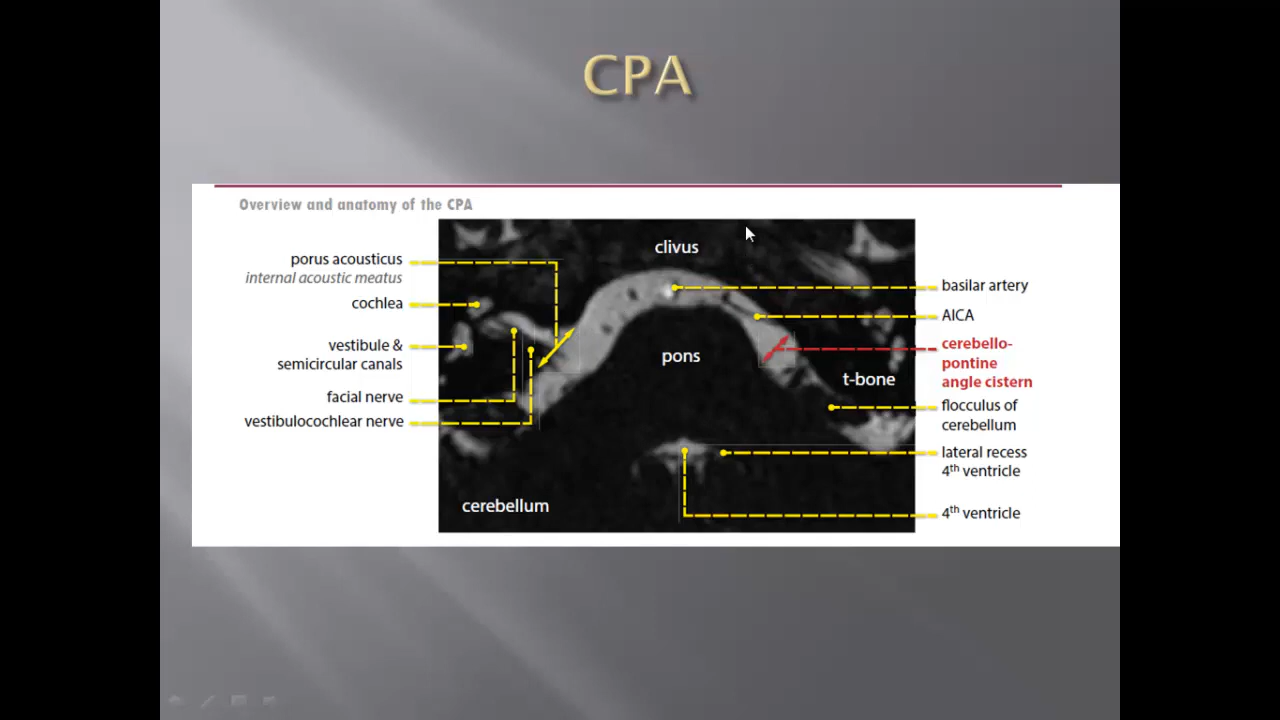 CPA
Overview and anatomy of the CPA
porus acousticus
internal acoustic meatus
cochlea
vestibule &
semicircular canals
facial nerve
vestibulocochlear nerve
clivus
pons
t-bone
cerebellum
basilar artery
AICA
cerebello-
pontine
angle cistern
flocculus of
cerebellum
lateral recess
4th ventricle
4th ventricle